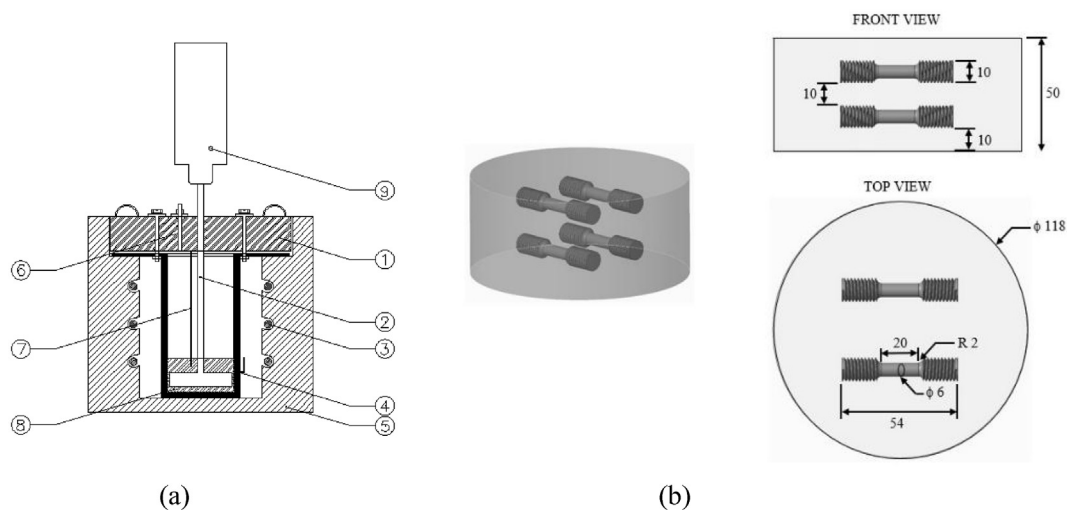 ⑨
⑥
①
⑦
②
③
④
⑧
⑤
(a)
FRONT VIEW
10
10
10
50
TOP VIEW
ϕ 118
20
R 2
ϕ 6
54
(b)